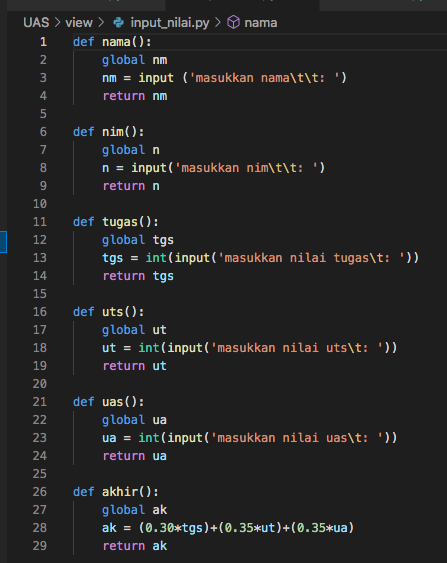 UAS > view > input_nilai.py > nama
1 def nama():
2     global nm
3     nm = input ('masukkan nama\t\t: ')
4     return nm
5
6 def nim():
7     global n
8     n = input('masukkan nim\t\t: ')
9     return n
10
11 def tugas():
12     global tgs
13     tgs = int(input('masukkan nilai tugas\t: '))
14     return tgs
15
16 def uts():
17     global ut
18     ut = int(input('masukkan nilai uts\t: '))
19     return ut
20
21 def uas():
22     global ua
23     ua = int(input('masukkan nilai uas\t: '))
24     return ua
25
26 def akhir():
27     global ak
28     ak = (0.30*tgs)+(0.35*ut)+(0.35*ua)
29     return ak